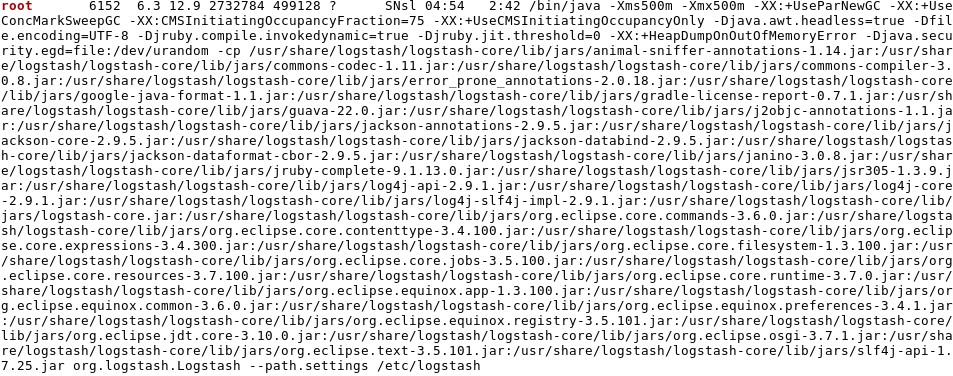 root       6152  6.3 12.9 2732784 499128 ?      SNsl 04:54   2:42 /bin/java -Xms500m -Xmx500m -XX:+UseParNewGC -XX:+Use
ConcMarkSweepGC -XX:CMSInitiatingOccupancyFraction=75 -XX:+UseCMSInitiatingOccupancyOnly -Djava.awt.headless=true -Dfil
e.encoding=UTF-8 -Djruby.compile.invokedynamic=true -Djruby.jit.threshold=0 -XX:+HeapDumpOnOutOfMemoryError -Djava.secu
rity.egd=file:/dev/urandom -cp /usr/share/logstash/logstash-core/lib/jars/animal-sniffer-annotations-1.14.jar:/usr/shar
e/logstash/logstash-core/lib/jars/commons-codec-1.11.jar:/usr/share/logstash/logstash-core/lib/jars/commons-compiler-3.
0.8.jar:/usr/share/logstash/logstash-core/lib/jars/error_prone_annotations-2.0.18.jar:/usr/share/logstash/logstash-core
/lib/jars/google-java-format-1.1.jar:/usr/share/logstash/logstash-core/lib/jars/gradle-license-report-0.7.1.jar:/usr/sh
are/logstash/logstash-core/lib/jars/guava-22.0.jar:/usr/share/logstash/logstash-core/lib/jars/j2objc-annotations-1.1.ja
r:/usr/share/logstash/logstash-core/lib/jars/jackson-annotations-2.9.5.jar:/usr/share/logstash/logstash-core/lib/jars/j
ackson-core-2.9.5.jar:/usr/share/logstash/logstash-core/lib/jars/jackson-databind-2.9.5.jar:/usr/share/logstash/logstas
h-core/lib/jars/jackson-dataformat-cbor-2.9.5.jar:/usr/share/logstash/logstash-core/lib/jars/janino-3.0.8.jar:/usr/shar
e/logstash/logstash-core/lib/jars/jruby-complete-9.1.13.0.jar:/usr/share/logstash/logstash-core/lib/jars/jsr305-1.3.9.j
ar:/usr/share/logstash/logstash-core/lib/jars/log4j-api-2.9.1.jar:/usr/share/logstash/logstash-core/lib/jars/log4j-core
-2.9.1.jar:/usr/share/logstash/logstash-core/lib/jars/log4j-slf4j-impl-2.9.1.jar:/usr/share/logstash/logstash-core/lib/
jars/logstash-core.jar:/usr/share/logstash/logstash-core/lib/jars/org.eclipse.core.commands-3.6.0.jar:/usr/share/logsta
sh/logstash-core/lib/jars/org.eclipse.core.contenttype-3.4.100.jar:/usr/share/logstash/logstash-core/lib/jars/org.eclip
se.core.expressions-3.4.300.jar:/usr/share/logstash/logstash-core/lib/jars/org.eclipse.core.filesystem-1.3.100.jar:/usr
/share/logstash/logstash-core/lib/jars/org.eclipse.core.jobs-3.5.100.jar:/usr/share/logstash/logstash-core/lib/jars/org
.eclipse.core.resources-3.7.100.jar:/usr/share/logstash/logstash-core/lib/jars/org.eclipse.core.runtime-3.7.0.jar:/usr/
share/logstash/logstash-core/lib/jars/org.eclipse.equinox.app-1.3.100.jar:/usr/share/logstash/logstash-core/lib/jars/or
g.eclipse.equinox.common-3.6.0.jar:/usr/share/logstash/logstash-core/lib/jars/org.eclipse.equinox.preferences-3.4.1.jar
:/usr/share/logstash/logstash-core/lib/jars/org.eclipse.equinox.registry-3.5.101.jar:/usr/share/logstash/logstash-core/
lib/jars/org.eclipse.jdt.core-3.10.0.jar:/usr/share/logstash/logstash-core/lib/jars/org.eclipse.osgi-3.7.1.jar:/usr/sha
re/logstash/logstash-core/lib/jars/org.eclipse.text-3.5.101.jar:/usr/share/logstash/logstash-core/lib/jars/slf4j-api-1.
7.25.jar org.logstash.Logstash --path.settings /etc/logstash